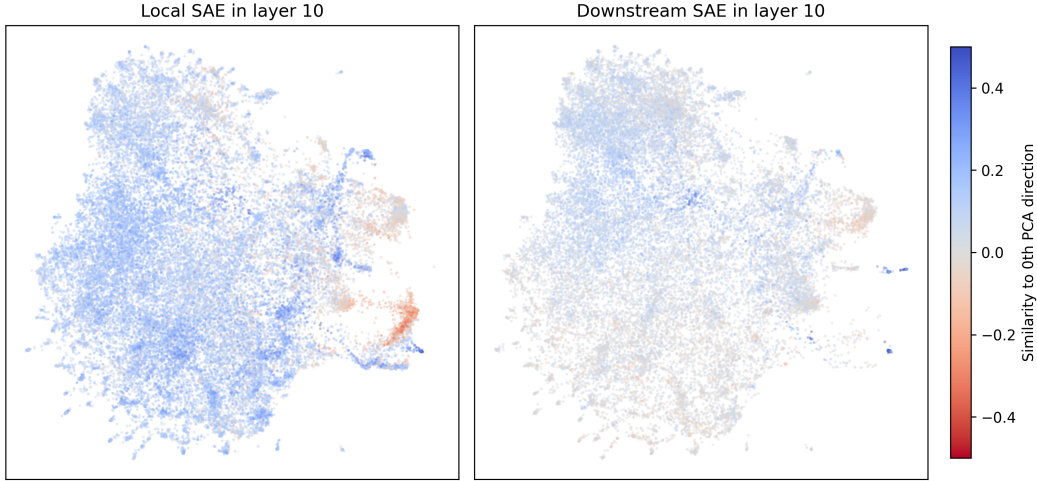 Local SAE in layer 10
Downstream SAE in layer 10
0.4
0.2
0.0
−0.2
−0.4
Similarity to 0th PCA direction